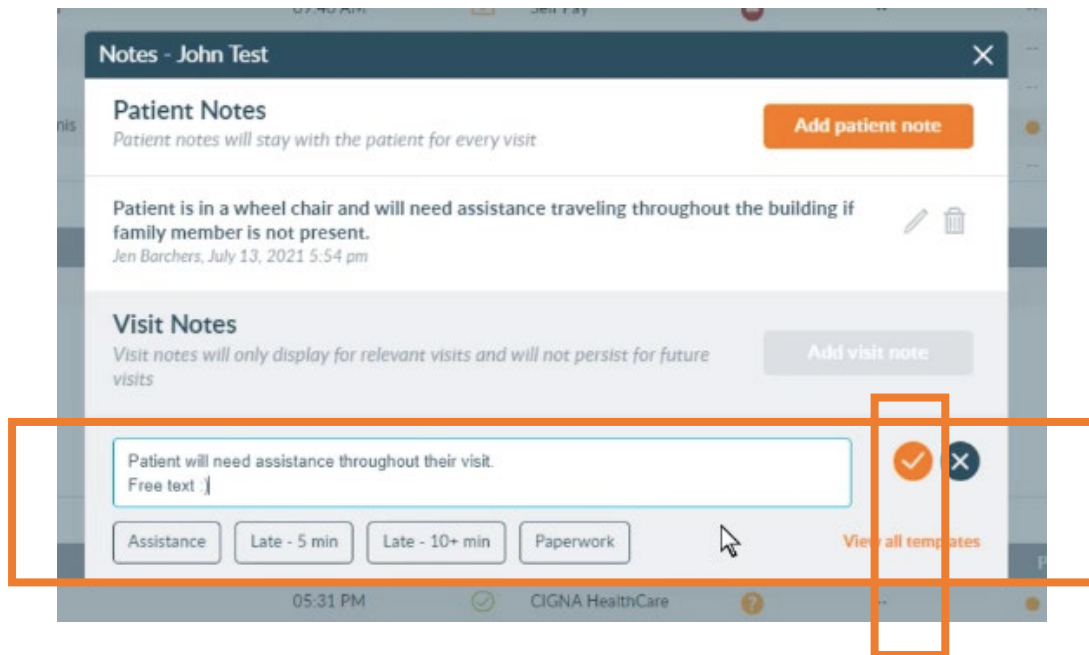 09:40 AM Self Pay --
Notes - John Test
--
Patient Notes
--
Add patient note
nis
Patient notes will stay with the patient for every visit
--
Patient is in a wheel chair and will need assistance traveling throughout the building if
family member is not present.
Jen Barchers, July 13, 2021 5:54 pm
Visit Notes
Visit notes will only display for relevant visits and will not persist for future
visits
Add visit note
Patient will need assistance throughout their visit.
Free text :)
Assistance Late - 5 min Late - 10+ min Paperwork View all templates
P
05:31 PM CIGNA HealthCare ? --